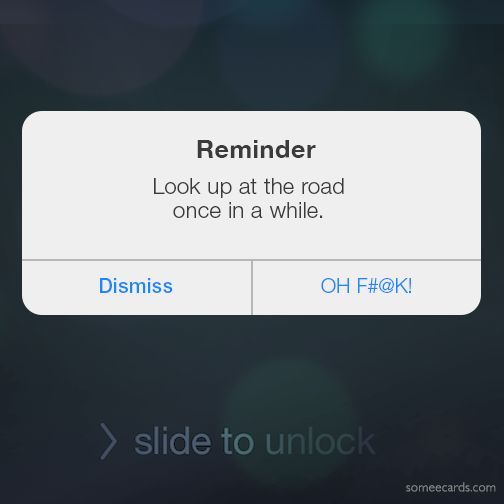 Reminder
Look up at the road
once in a while.
Dismiss
OH F#@K!
slide to unlock
someecards.com